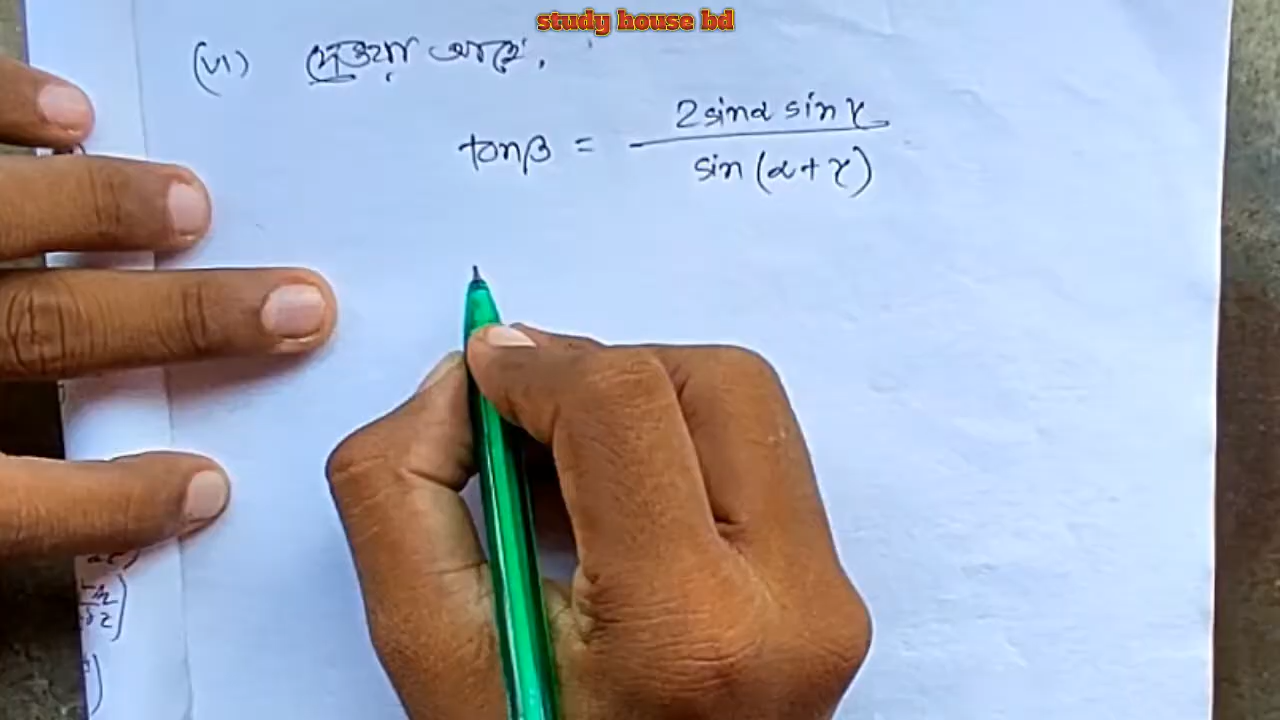 study house bd
(vi) দেওয়া আছে,
tanβ = 2sinα sinγ / sin(α+γ)